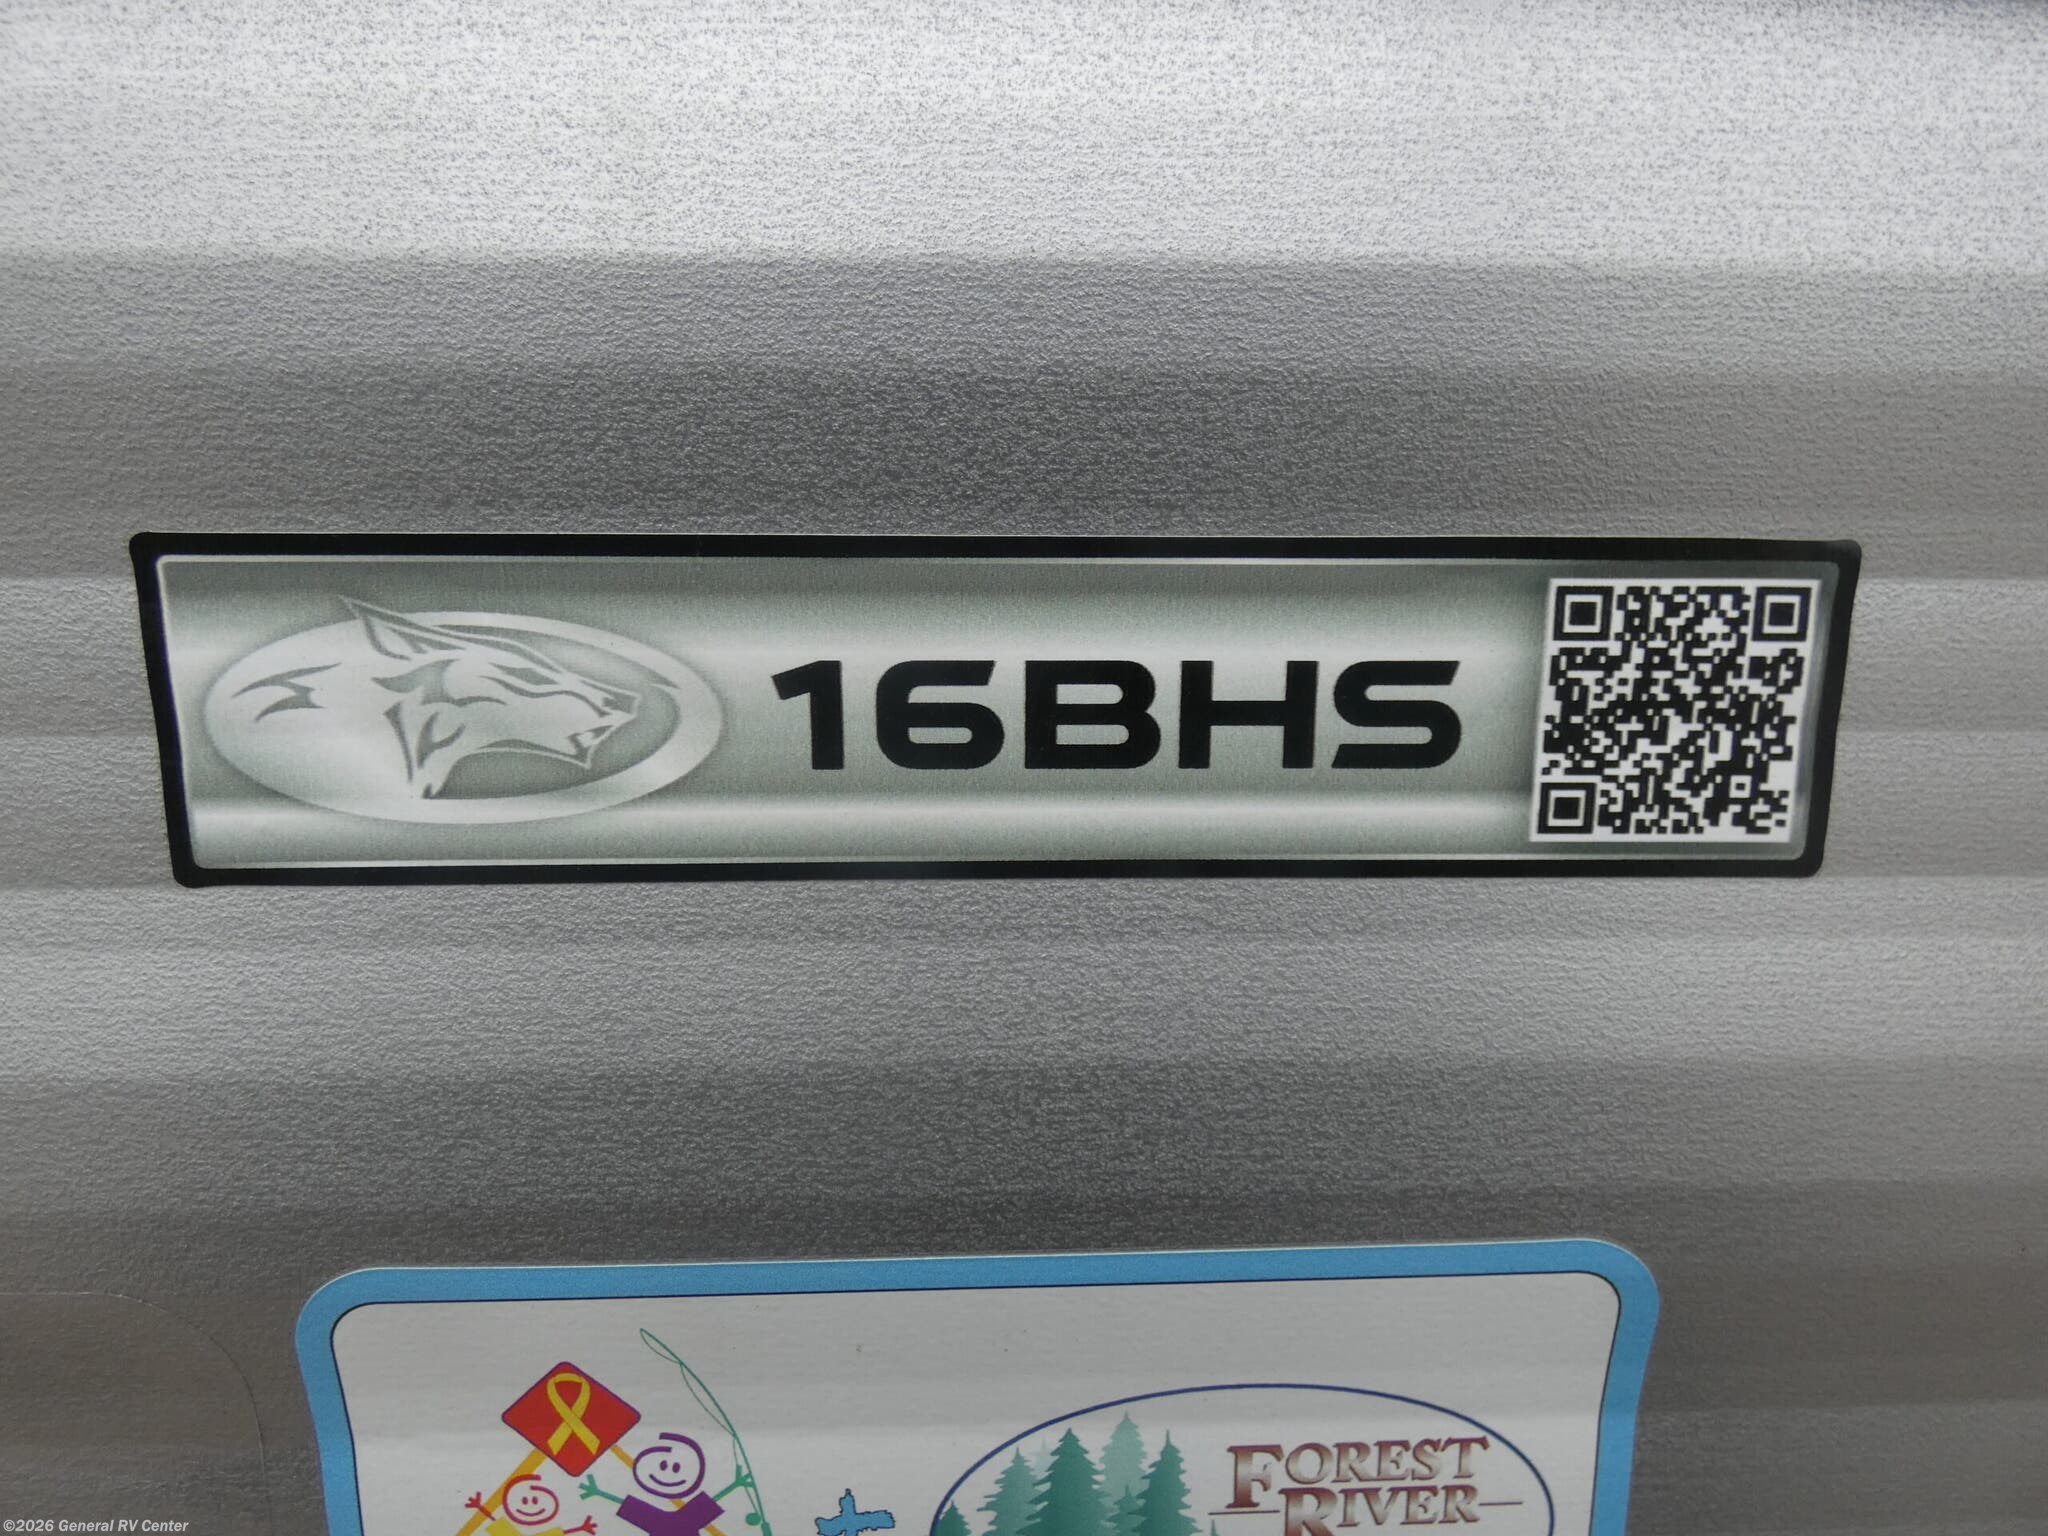 16BHS
FOREST
RIVER
©2026 General RV Center